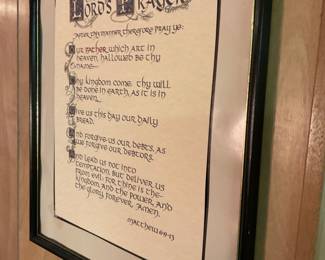 Lord's Prayer
After this manner therefore pray ye:
Our Father, which art in
heaven, hallowed be thy
name—
Thy kingdom come. Thy will
be done in earth, as it is in
heaven.
Give us this day our daily
bread.
And forgive us our debts, as
we forgive our debtors.
And lead us not into
temptation, but deliver us
from evil: for thine is the
kingdom, and the power, and
the glory, forever, Amen.
Matthew 6:9-13